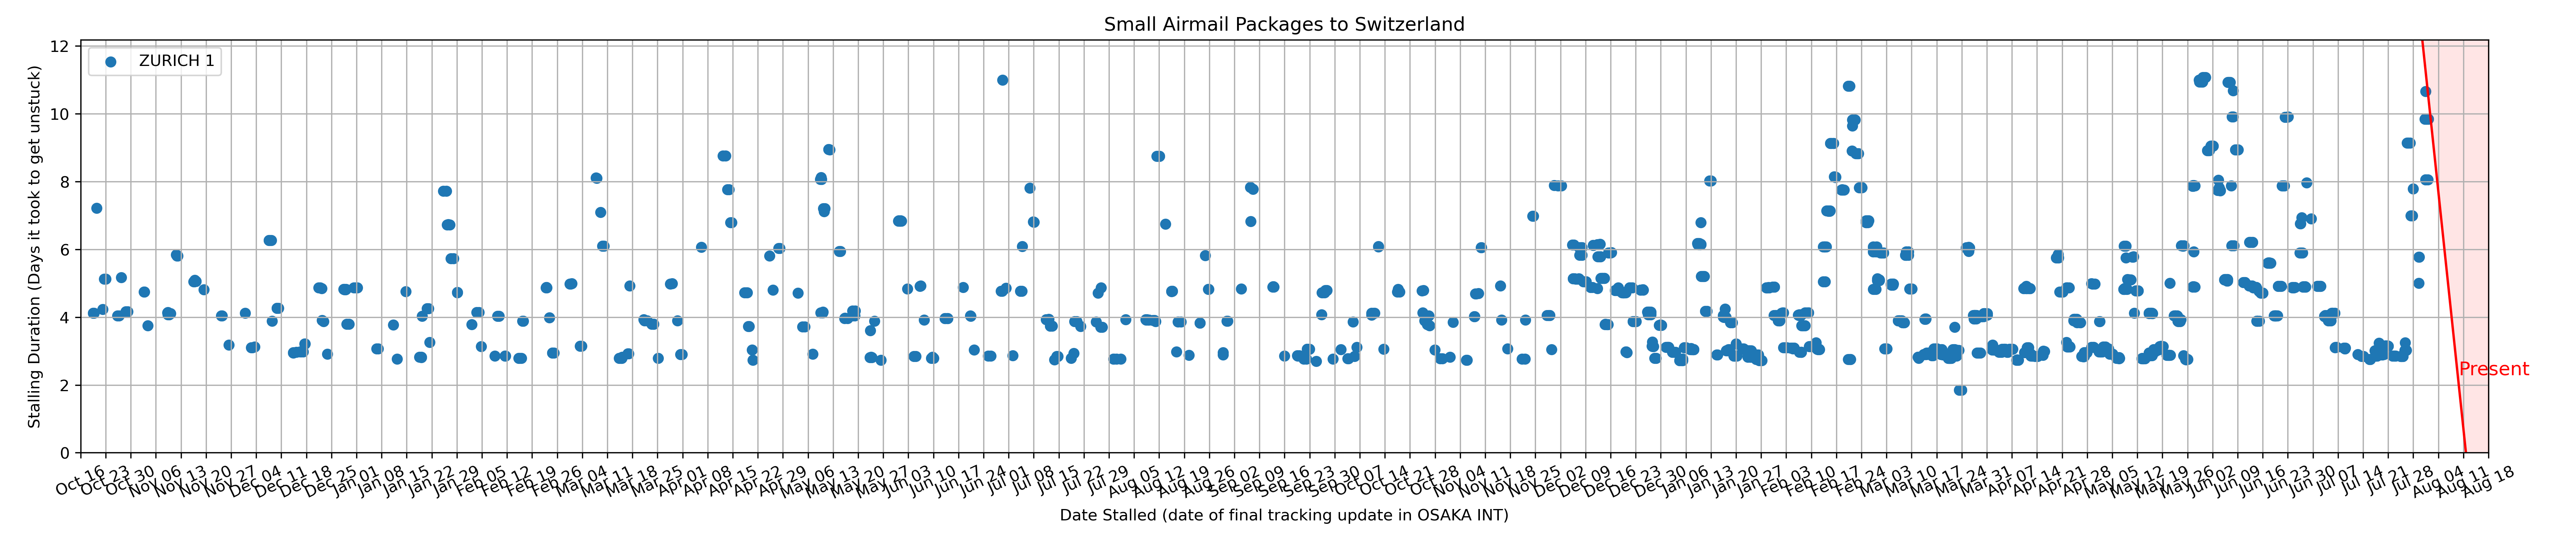 Small Airmail Packages to Switzerland
ZURICH 1
Stalling Duration (Days it took to get unstuck)
12
10
8
6
4
2
0
Present
Oct 16
Oct 23
Oct 30
Nov 06
Nov 13
Nov 20
Nov 27
Dec 04
Dec 11
Dec 18
Dec 25
Jan 01
Jan 08
Jan 15
Jan 22
Jan 29
Feb 05
Feb 12
Feb 19
Feb 26
Mar 04
Mar 11
Mar 18
Mar 25
Apr 01
Apr 08
Apr 15
Apr 22
Apr 29
May 06
May 13
May 20
May 27
Jun 03
Jun 10
Jun 17
Jun 24
Jul 01
Jul 08
Jul 15
Jul 22
Jul 29
Aug 05
Aug 12
Aug 19
Aug 26
Sep 02
Sep 09
Sep 16
Sep 23
Sep 30
Oct 07
Oct 14
Oct 21
Oct 28
Nov 04
Nov 11
Nov 18
Nov 25
Dec 02
Dec 09
Dec 16
Dec 23
Dec 30
Jan 06
Jan 13
Jan 20
Jan 27
Feb 03
Feb 10
Feb 17
Feb 24
Mar 03
Mar 10
Mar 17
Mar 24
Mar 31
Apr 07
Apr 14
Apr 21
Apr 28
May 05
May 12
May 19
May 26
Jun 02
Jun 09
Jun 16
Jun 23
Jun 30
Jul 07
Jul 14
Jul 21
Jul 28
Aug 04
Aug 11
Aug 18
Date Stalled (date of final tracking update in OSAKA INT)